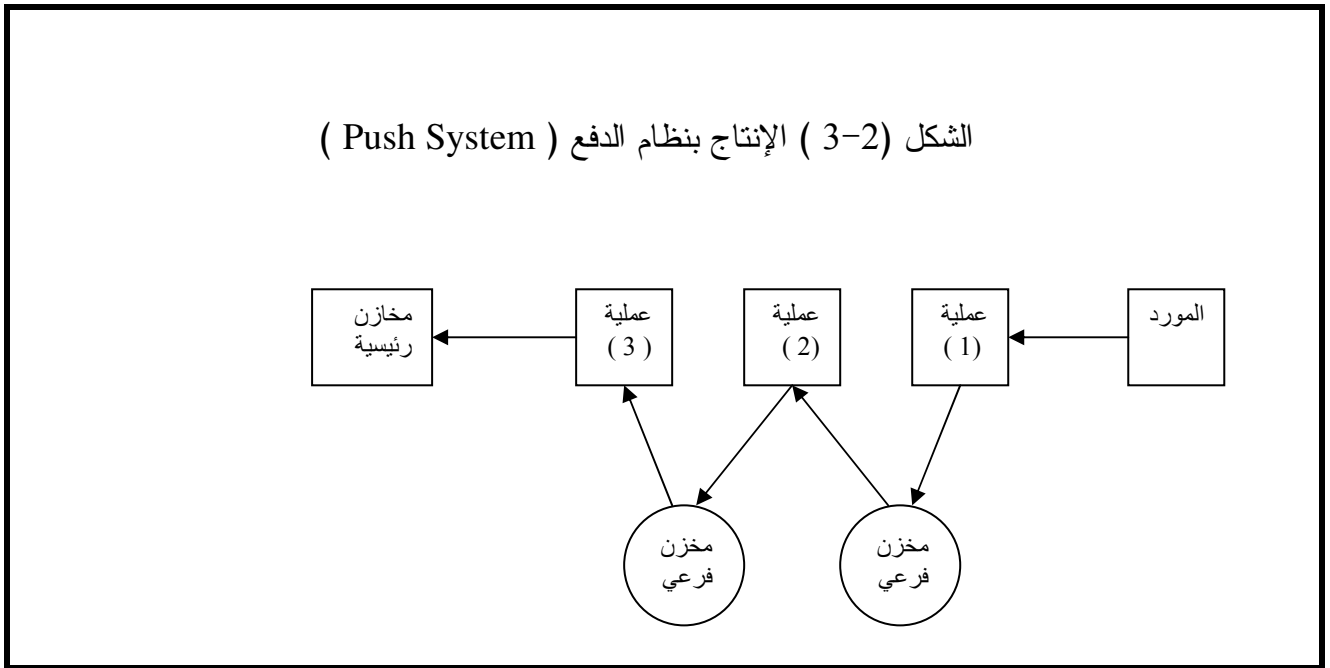 الشكل (2-3 ) الإنتاج بنظام الدفع ( Push System )
المورد
عملية
( 1)
عملية
( 2)
عملية
( 3 )
مخازن
رئيسية
مخزن
فرعي
مخزن
فرعي